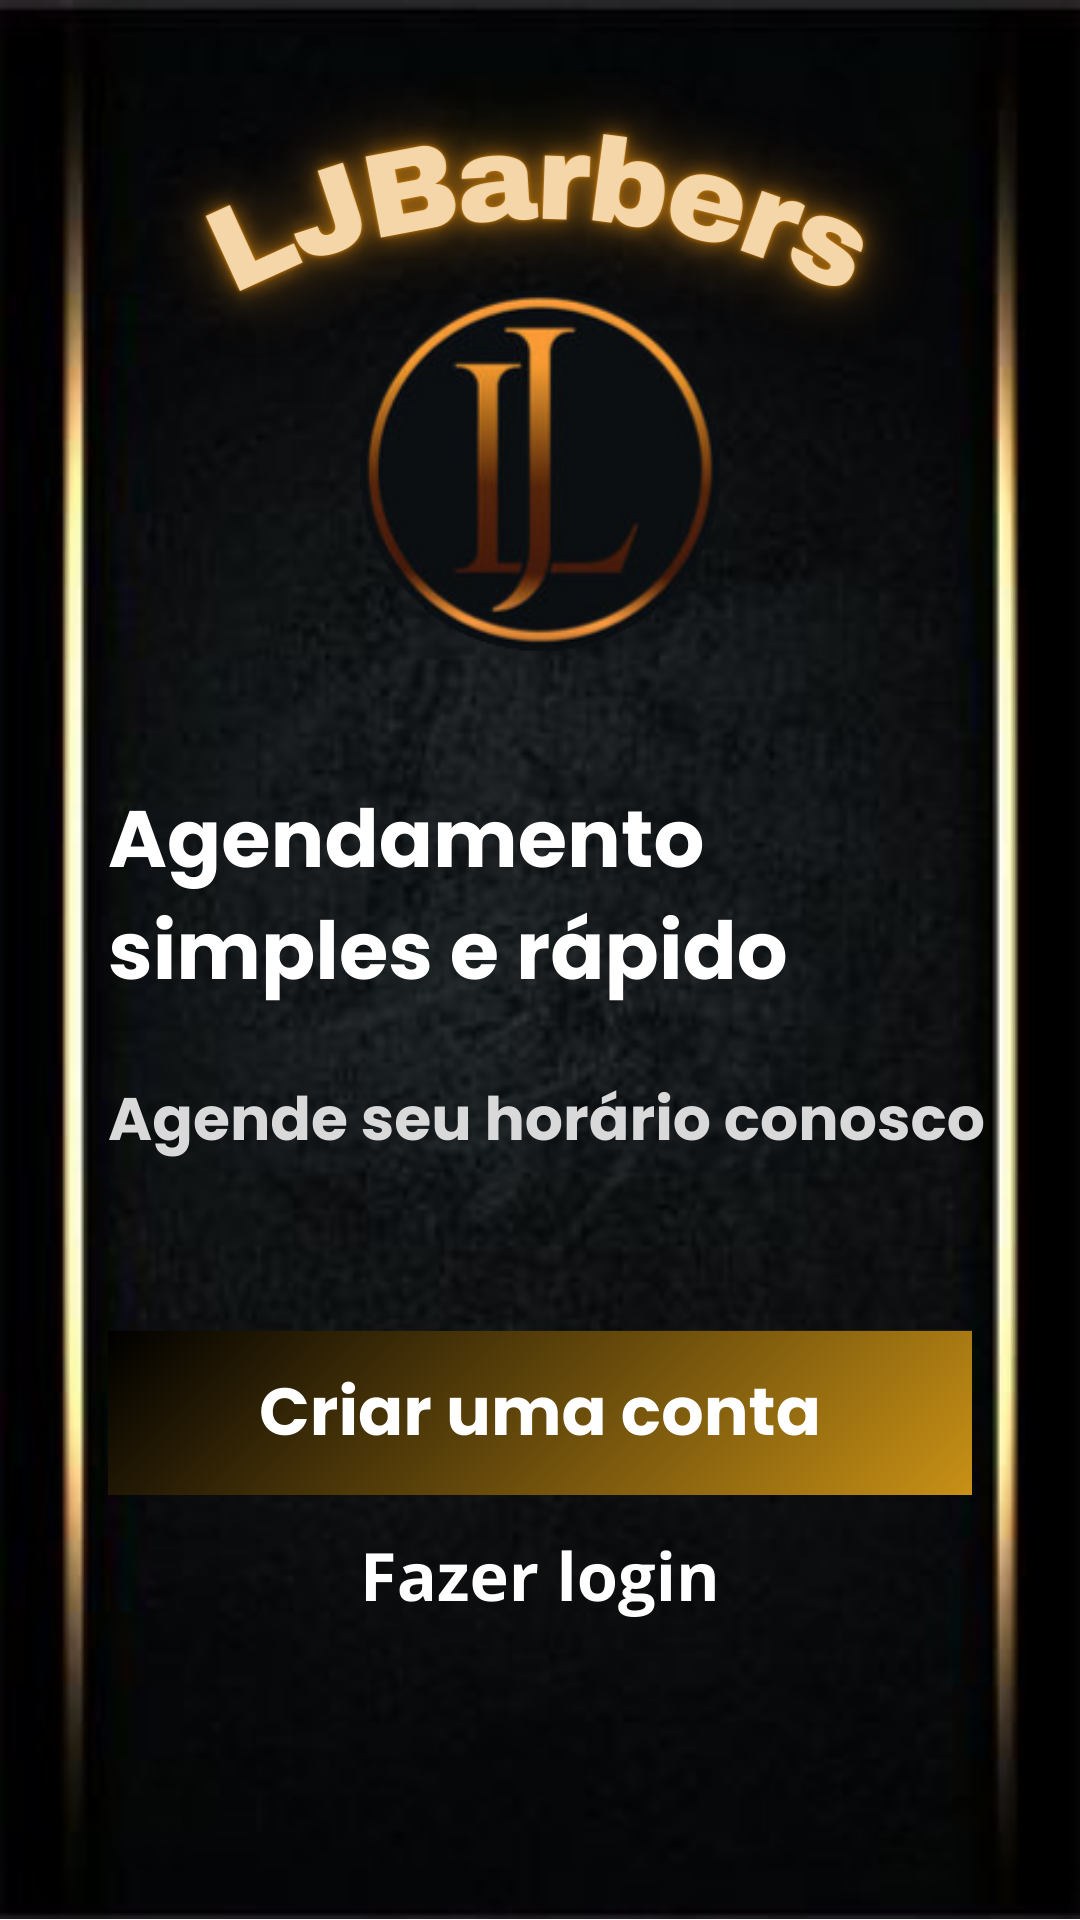 LJBarbers
LJ
Agendamento
simples e rápido
Agende seu horário conosco
Criar uma conta
Fazer login